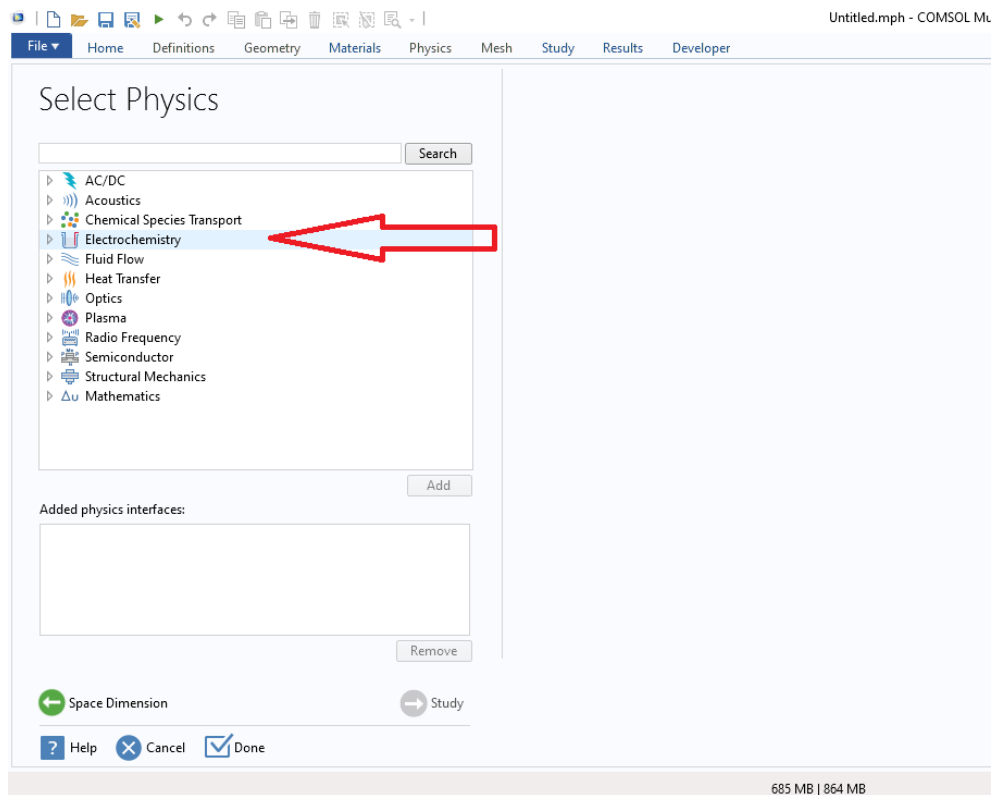 Untitled.mph - COMSOL Mu
File Home Definitions Geometry Materials Physics Mesh Study Results Developer
Select Physics
Search
AC/DC
Acoustics
Chemical Species Transport
Electrochemistry
Fluid Flow
Heat Transfer
Optics
Plasma
Radio Frequency
Semiconductor
Structural Mechanics
Δu Mathematics
Add
Added physics interfaces:
Remove
Space Dimension Study
? Help Cancel Done
685 MB | 864 MB